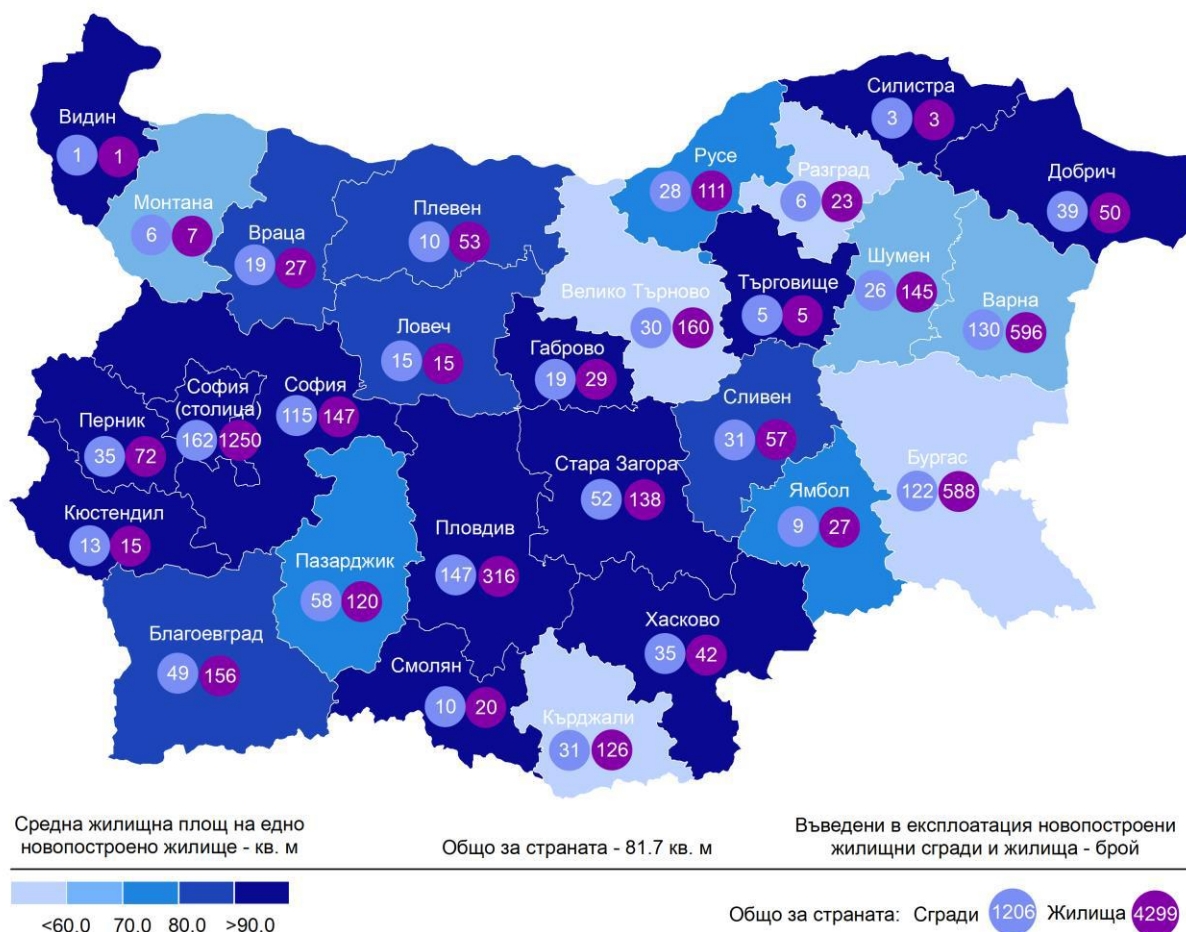 Видин
1 1
Монтана
6 7
Враца
19 27
Плевен
10 53
Ловеч
15 15
Велико Търново
30 160
Габрово
19 29
Русе
28 111
Разград
6 23
Силистра
3 3
Добрич
39 50
Търговище
5 5
Шумен
26 145
Варна
130 596
София
(столица)
162 1250
София
115 147
Перник
35 72
Кюстендил
13 15
Благоевград
49 156
Пазарджик
58 120
Пловдив
147 316
Смолян
10 20
Стара Загора
52 138
Сливен
31 57
Ямбол
9 27
Бургас
122 588
Хасково
35 42
Кърджали
31 126
Средна жилищна площ на едно
новопостроено жилище - кв. м
Общо за страната - 81.7 кв. м
Въведени в експлоатация новопостроени
жилищни сгради и жилища - брой
<60.0 70.0 80.0 >90.0
Общо за страната: Сгради 1206 Жилища 4299